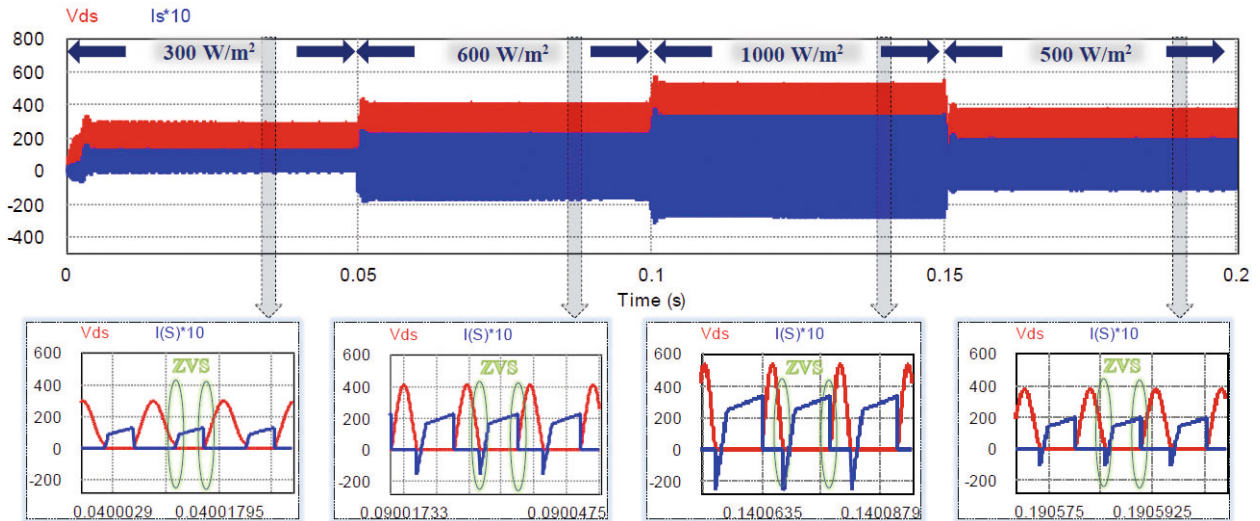 Vds Is*10
800
600
400
200
0
-200
-400
300 W/m²
600 W/m²
1000 W/m²
500 W/m²
0 0.05 0.1 0.15 0.2
Time (s)
Vds I(S)*10
600
400
200
0
-200
ZVS
0.0400029 0.04001795
Vds I(S)*10
600
400
200
0
-200
ZVS
0.09001733 0.0900475
Vds I(S)*10
600
400
200
0
-200
ZVS
0.1400635 0.1400879
Vds I(S)*10
600
400
200
0
-200
ZVS
0.190575 0.1905925